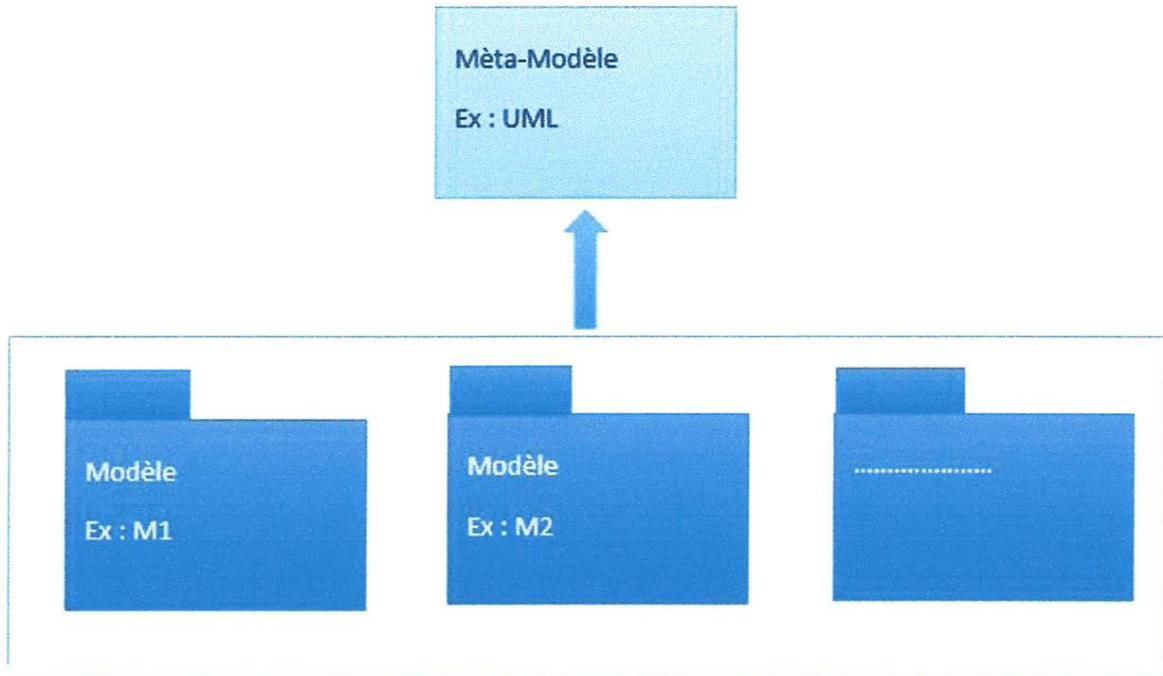 Mèta-Modèle
Ex : UML
Modèle
Ex : M1
Modèle
Ex : M2
.....................